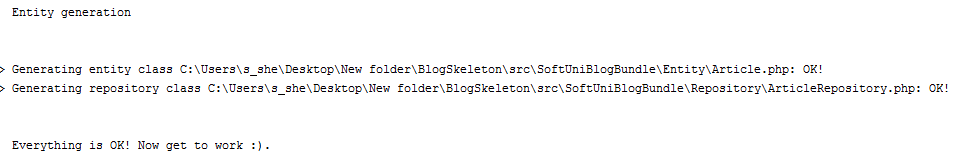 Entity generation
> Generating entity class C:\Users\s_she\Desktop\New folder\BlogSkeleton\src\SoftUniBlogBundle\Entity\Article.php: OK!
> Generating repository class C:\Users\s_she\Desktop\New folder\BlogSkeleton\src\SoftUniBlogBundle\Repository\ArticleRepository.php: OK!
Everything is OK! Now get to work :).